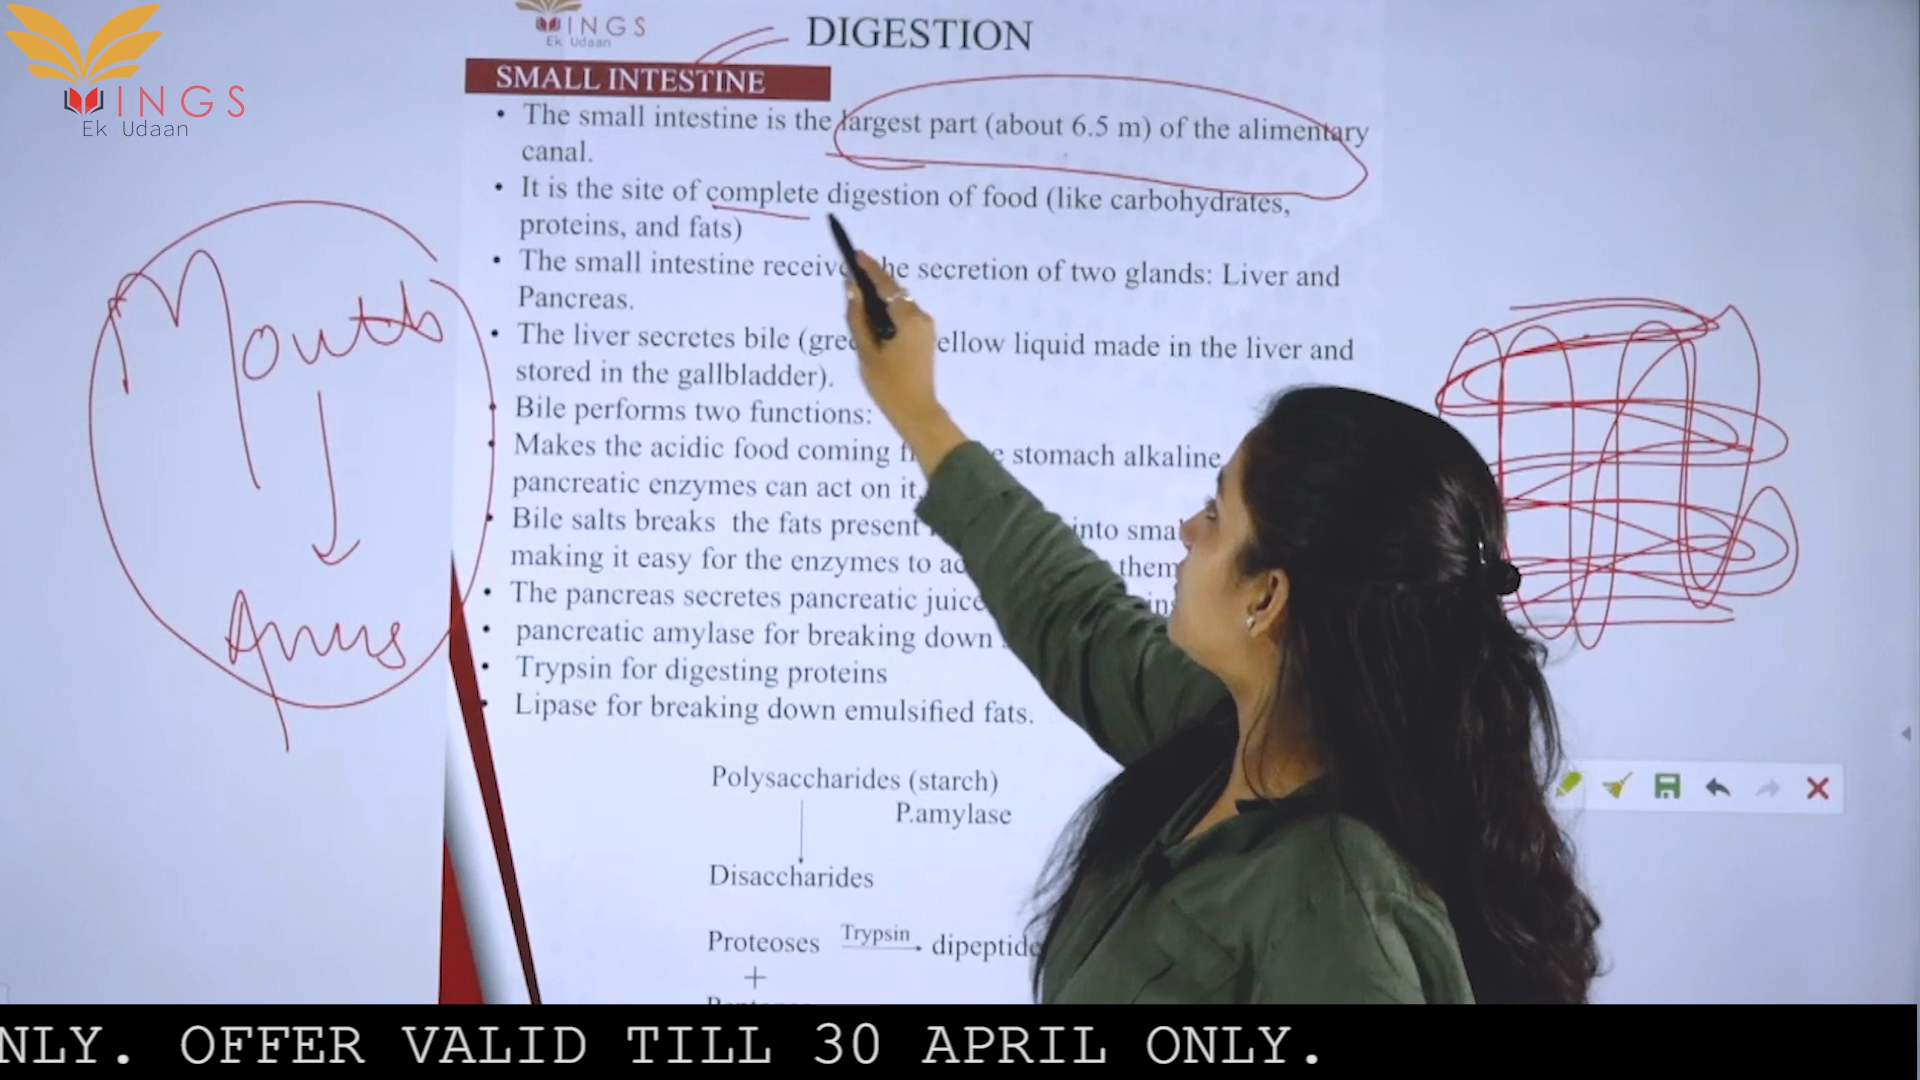 INGS
Ek Udaan
INGS
Ek Udaan
DIGESTION
SMALL INTESTINE
• The small intestine is the largest part (about 6.5 m) of the alimentary
canal.
• It is the site of complete digestion of food (like carbohydrates,
proteins, and fats)
• The small intestine receive he secretion of two glands: Liver and
Pancreas.
• The liver secretes bile (gree ellow liquid made in the liver and
stored in the gallbladder).
• Bile performs two functions:
• Makes the acidic food coming stomach alkaline
pancreatic enzymes can act on it
• Bile salts breaks the fats present into
making it easy for the enzymes to them
• The pancreas secretes pancreatic juice
• pancreatic amylase for breaking down
• Trypsin for digesting proteins
• Lipase for breaking down emulsified fats.
Polysaccharides (starch)
P.amylase
Disaccharides
Proteoses Trypsin dipeptide
+
Mouth
Anus
NLY. OFFER VALID TILL 30 APRIL ONLY.